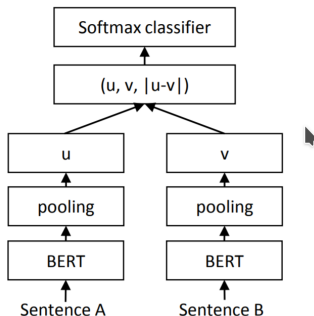 Softmax classifier
(u, v, |u-v|)
u v
pooling pooling
BERT BERT
Sentence A Sentence B